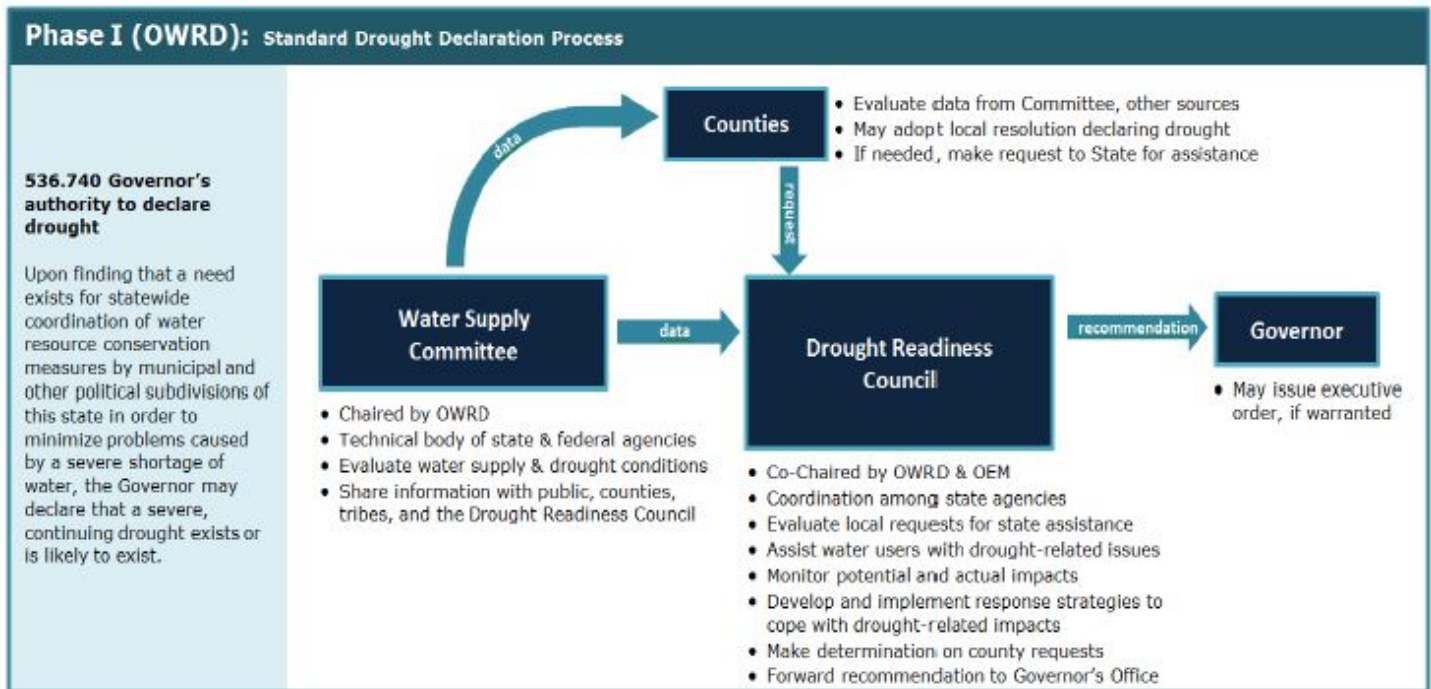 Phase I (OWRD): Standard Drought Declaration Process
536.740 Governor's
authority to declare
drought
Upon finding that a need
exists for statewide
coordination of water
resource conservation
measures by municipal and
other political subdivisions of
this state in order to
minimize problems caused
by a severe shortage of
water, the Governor may
declare that a severe,
continuing drought exists or
is likely to exist.
data
Counties
• Evaluate data from Committee, other sources
• May adopt local resolution declaring drought
• If needed, make request to State for assistance
request
Water Supply
Committee
• Chaired by OWRD
• Technical body of state & federal agencies
• Evaluate water supply & drought conditions
• Share information with public, counties,
tribes, and the Drought Readiness Council
data
Drought Readiness
Council
• Co-Chaired by OWRD & OEM
• Coordination among state agencies
• Evaluate local requests for state assistance
• Assist water users with drought-related issues
• Monitor potential and actual impacts
• Develop and implement response strategies to
cope with drought-related impacts
• Make determination on county requests
• Forward recommendation to Governor's Office
recommendation
Governor
• May issue executive
order, if warranted